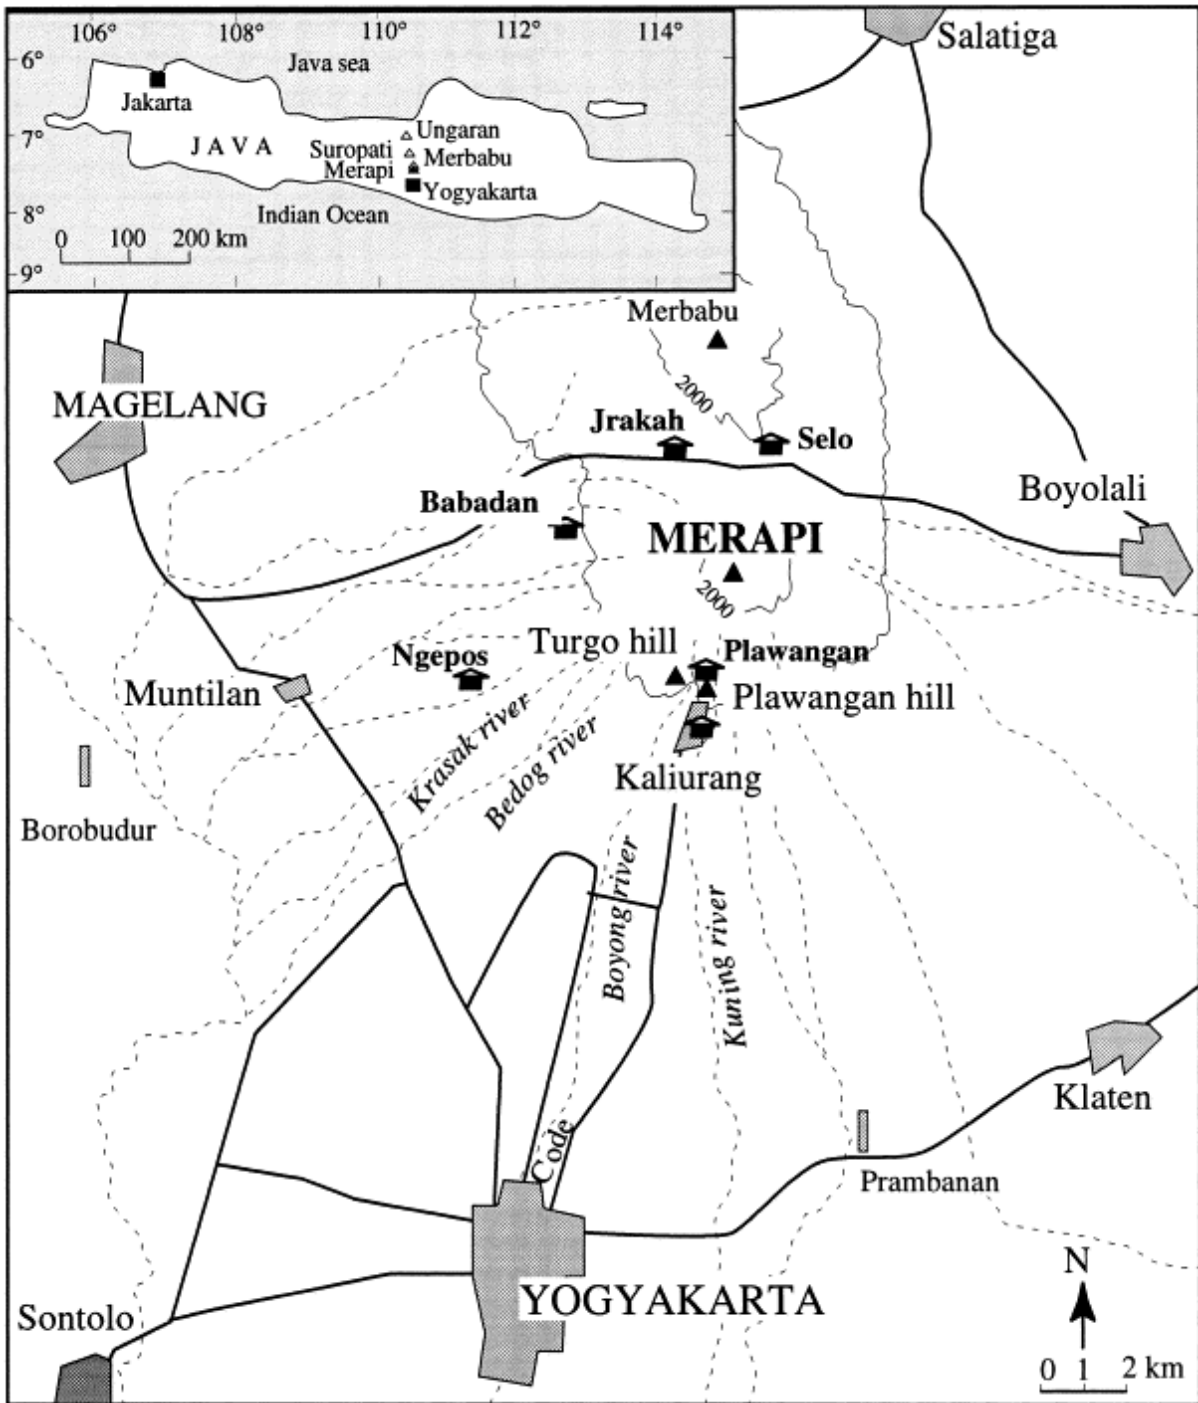 106° 108° 110° 112° 114°
6°
7°
8°
9°
Java sea
Jakarta
J A V A
Ungaran
Suropati
Merbabu
Merapi
Yogyakarta
Indian Ocean
0 100 200 km
Salatiga
Merbabu
2000
MAGELANG
Jrakah
Selo
Babadan
Boyolali
MERAPI
2000
Turgo hill
Ngepos
Plawangan
Muntilan
Plawangan hill
Krasak river
Bedog river
Kaliurang
Borobudur
Boyong river
Kuning river
Klaten
Code
Prambanan
N
YOGYAKARTA
Sontolo
0 1 2 km